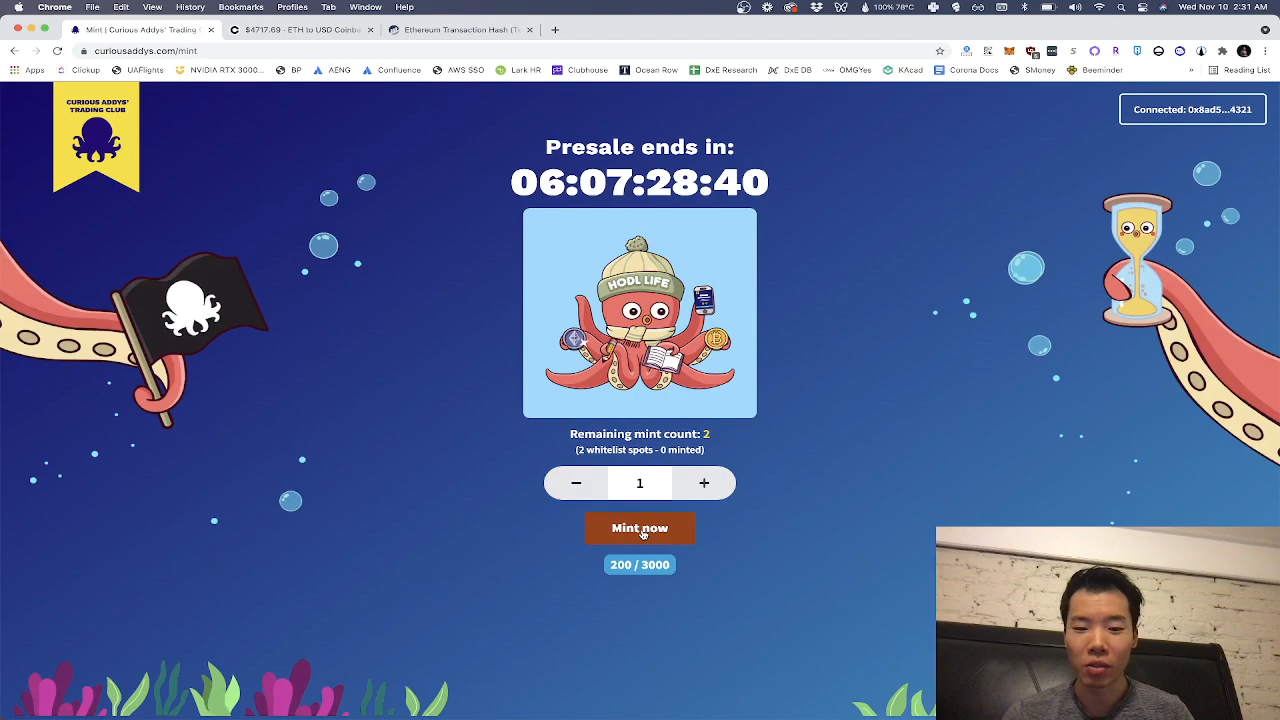 Chrome File Edit View History Bookmarks Profiles Tab Window Help
100% 78°C Wed Nov 10 2:31 AM
Mint | Curious Addys' Trading C
$4717.69 - ETH to USD Coinba
Ethereum Transaction Hash (T
curiousaddys.com/mint
Apps Clickup UAFlights NVIDIA RTX 3000... BP AENG Confluence AWS SSO Lark HR Clubhouse Ocean Row DxE Research DxE DB OMGYes KAcad Corona Docs SMoney Beeminder » Reading List
CURIOUS ADDYS'
TRADING CLUB
Connected: 0x8ad5...4321
Presale ends in:
06:07:28:40
HODL LIFE
Remaining mint count: 2
(2 whitelist spots - 0 minted)
− 1 +
Mint now
200 / 3000